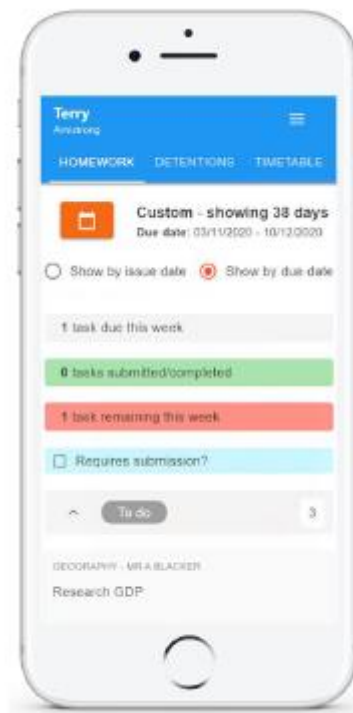 Terry
Armstrong
HOMEWORK DETENTIONS TIMETABLE
Custom - showing 38 days
Due date: 03/11/2020 - 10/12/2020
Show by issue date Show by due date
1 task due this week
0 tasks submitted/completed
1 task remaining this week
Requires submission?
To do 3
GEOGRAPHY - MR A BLACKER
Research GDP